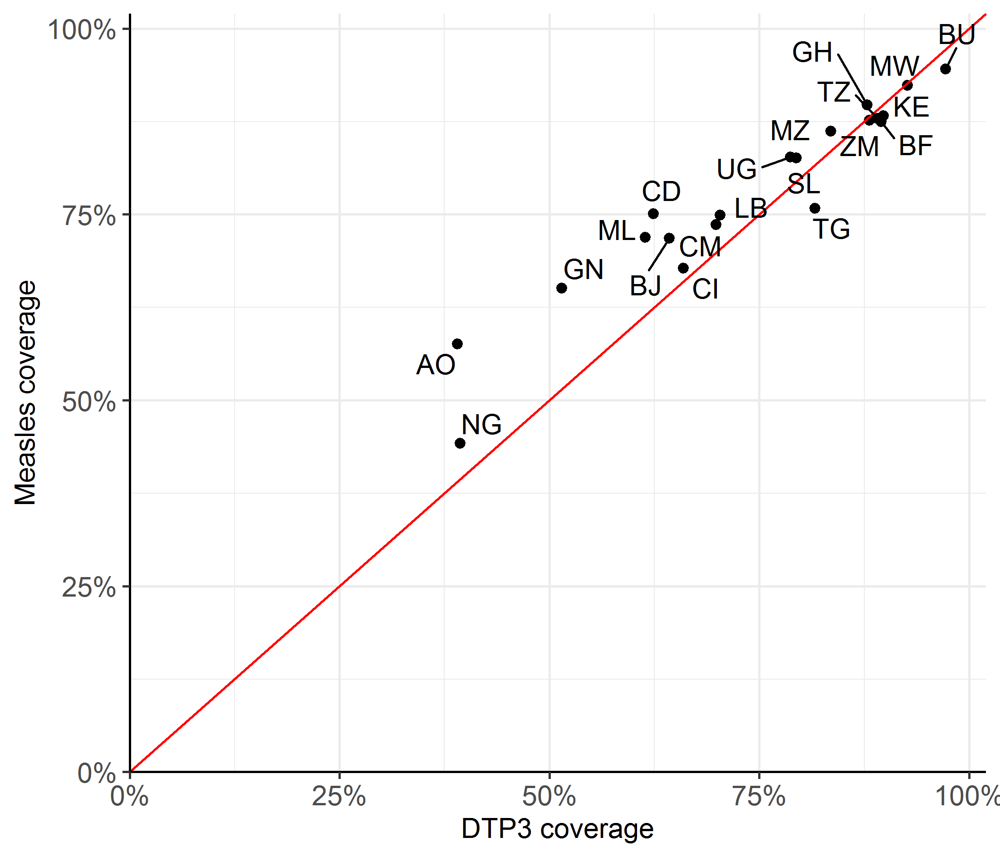 100%
BU
GH
MW
TZ
KE
MZ
ZM
BF
UG
SL
CD
LB
75%
ML
TG
CM
GN
BJ
CI
AO
50%
NG
Measles coverage
25%
0%
0%
25%
50%
75%
100%
DTP3 coverage